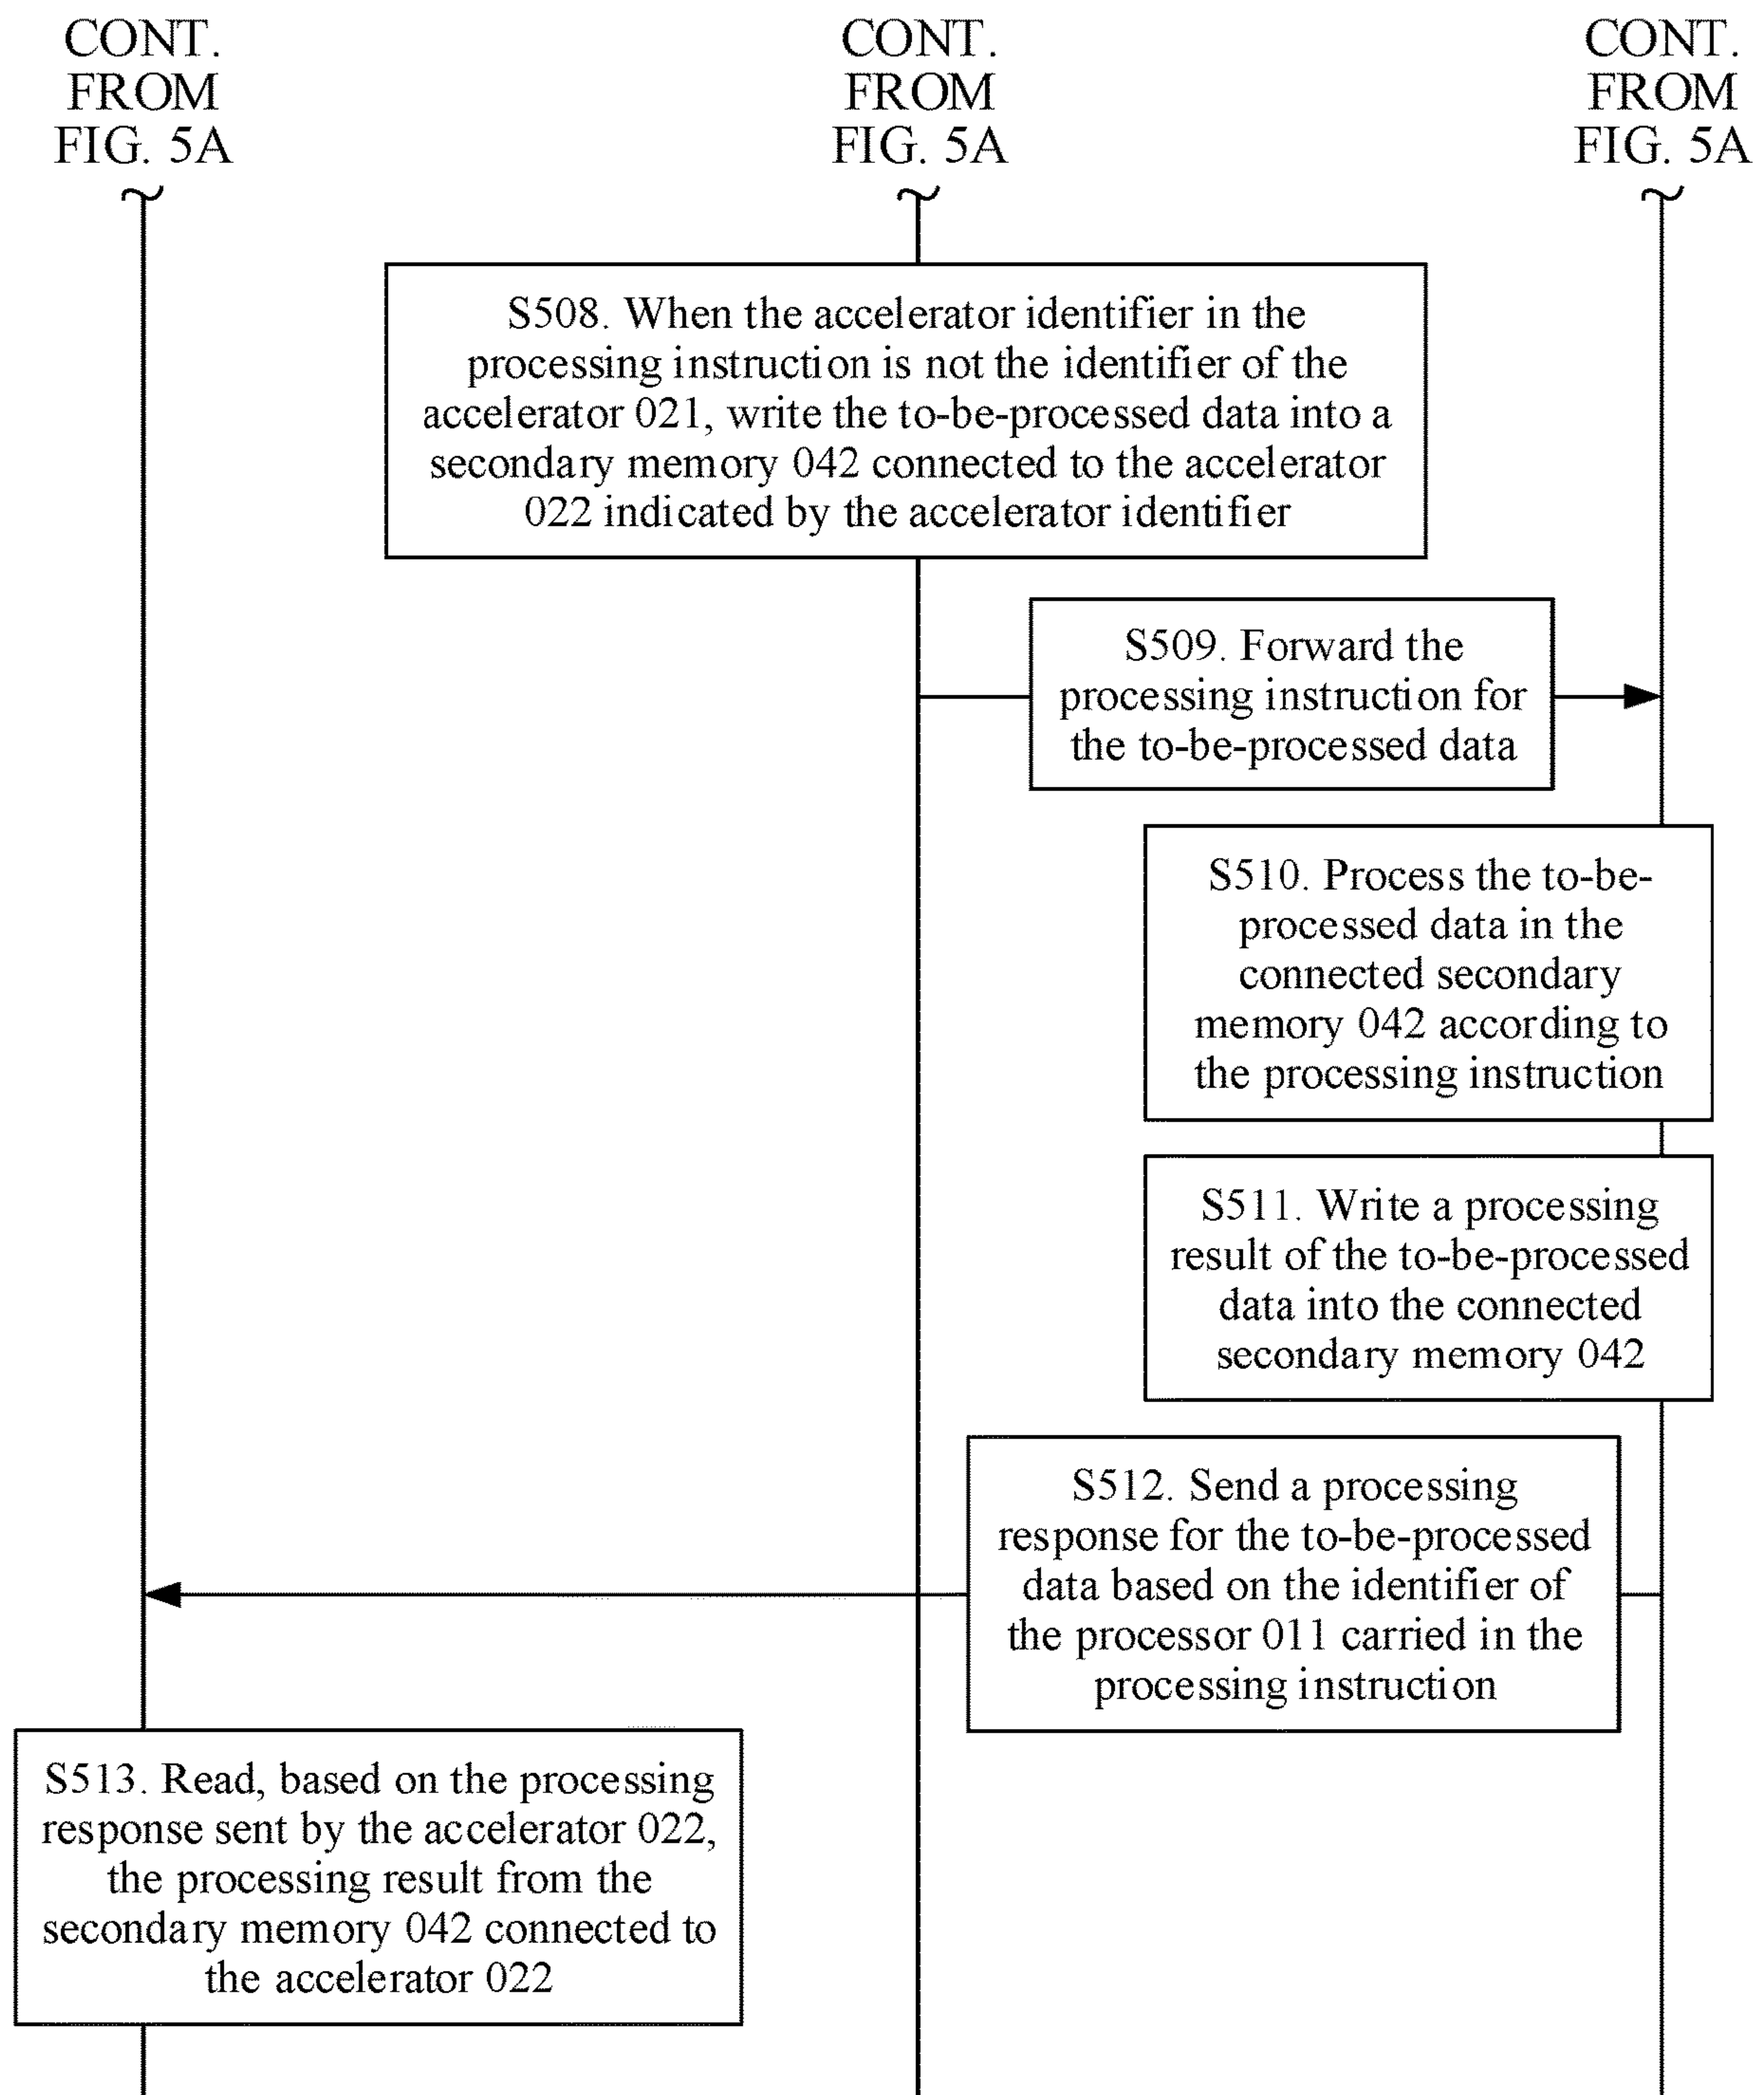 CONT.
FROM
FIG. 5A
CONT.
FROM
FIG. 5A
CONT.
FROM
FIG. 5A
S508. When the accelerator identifier in the
processing instruction is not the identifier of the
accelerator 021, write the to-be-processed data into a
secondary memory 042 connected to the accelerator
022 indicated by the accelerator identifier
S509. Forward the
processing instruction for
the to-be-processed data
S510. Process the to-be-
processed data in the
connected secondary
memory 042 according to
the processing instruction
S511. Write a processing
result of the to-be-processed
data into the connected
secondary memory 042
S512. Send a processing
response for the to-be-processed
data based on the identifier of
the processor 011 carried in the
processing instruction
S513. Read, based on the processing
response sent by the accelerator 022,
the processing result from the
secondary memory 042 connected to
the accelerator 022